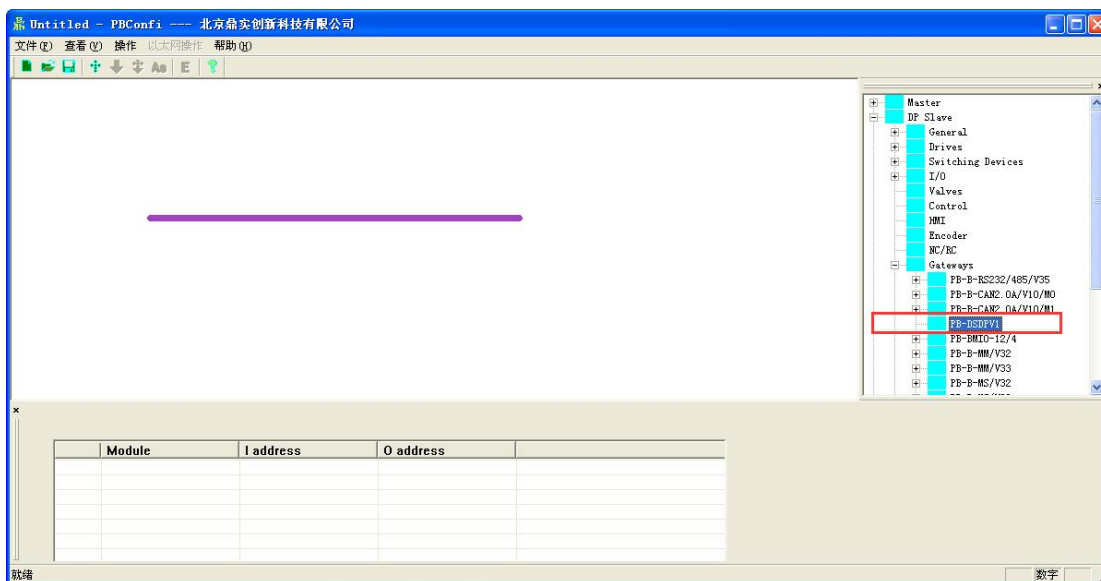 Untitled - PBConfi --- 北京鼎实创新科技有限公司
文件(F) 查看(V) 操作 以太网操作 帮助(H)
Aa E
Master
DP Slave
General
Drives
Switching Devices
I/O
Valves
Control
HMI
Encoder
NC/RC
Gateways
PB-B-RS232/485/V35
PB-B-CAN2.0A/V10/M0
PB-B-CAN2.0A/V10/M1
PB-DSDPV1
PB-BMIO-12/4
PB-B-MM/V32
PB-B-MM/V33
PB-B-MS/V32
Module I address O address
就绪 数字